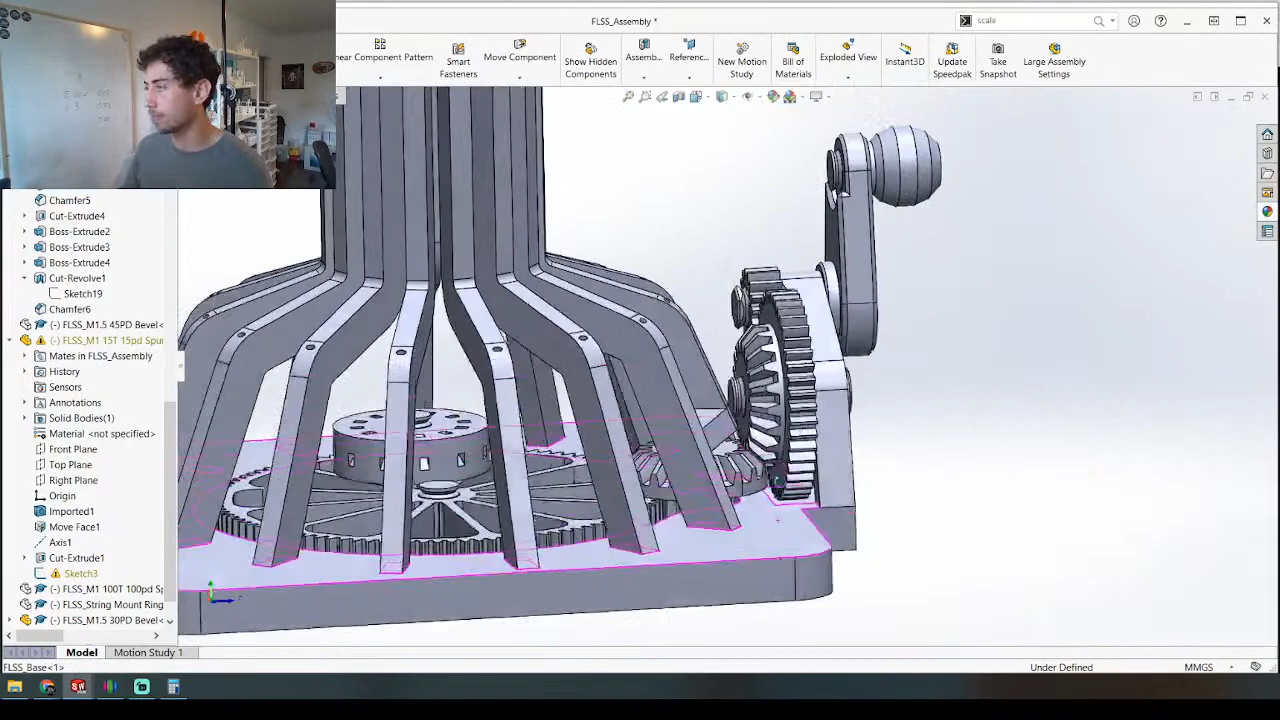 FLSS_Assembly *
scale
near Component Pattern
Smart
Fasteners
Move Component
Show Hidden
Components
Assemb...
Referenc...
New Motion
Study
Bill of
Materials
Exploded View
Instant3D
Update
Speedpak
Take
Snapshot
Large Assembly
Settings
Chamfer5
Cut-Extrude4
Boss-Extrude2
Boss-Extrude3
Boss-Extrude4
Cut-Revolve1
Sketch19
Chamfer6
(-) FLSS_M1.5 45PD Bevel<
(-) FLSS_M1 15T 15pd Spur
Mates in FLSS_Assembly
History
Sensors
Annotations
Solid Bodies(1)
Material <not specified>
Front Plane
Top Plane
Right Plane
Origin
Imported1
Move Face1
Axis1
Cut-Extrude1
Sketch3
(-) FLSS_M1 100T 100pd Sp
(-) FLSS_String Mount Ring
(-) FLSS_M1.5 30PD Bevel<
Model
Motion Study 1
FLSS_Base<1>
Under Defined
MMGS